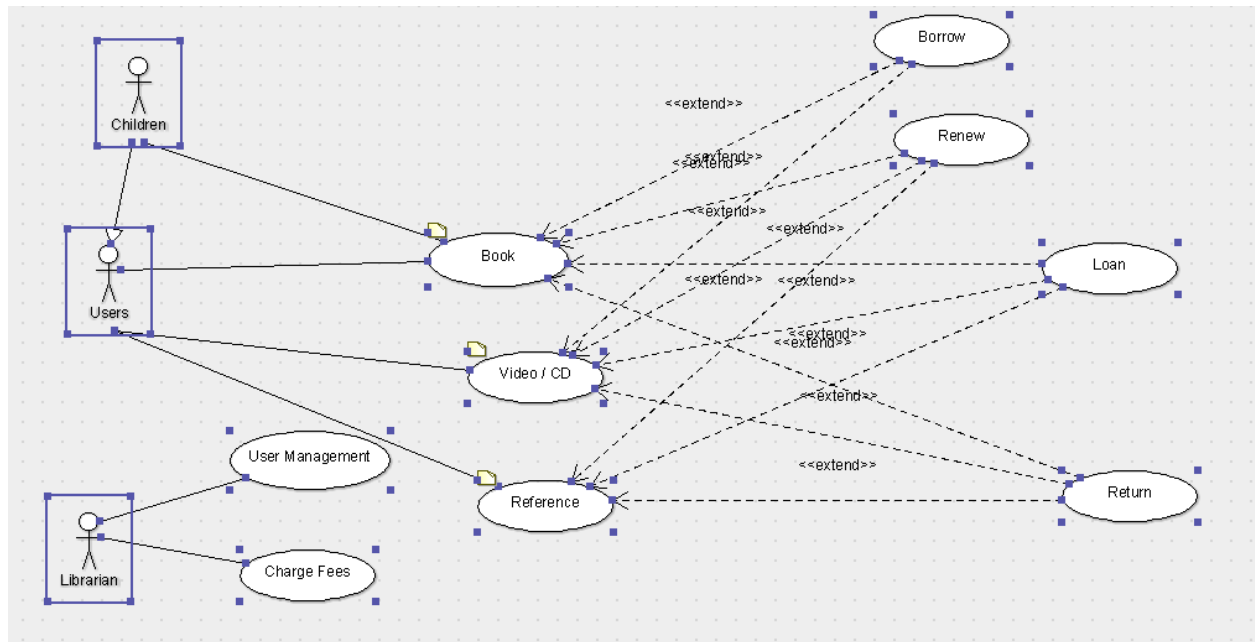 Borrow
<<extend>>
Children
Renew
<<extend>>
<<extend>>
<<extend>>
<<extend>>
Book
Loan
<<extend>>
<<extend>>
Users
<<extend>>
<<extend>>
Video / CD
<<extend>>
User Management
<<extend>>
Reference
Return
Librarian
Charge Fees